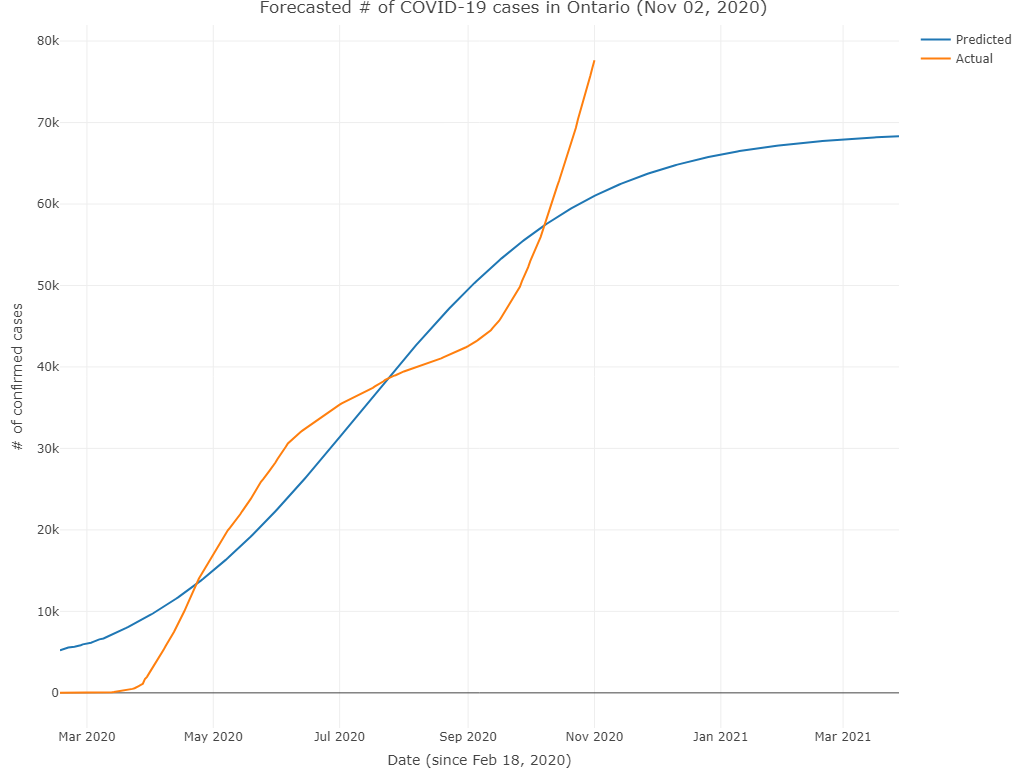 Forecasted # of COVID-19 cases in Ontario (Nov 02, 2020)
Predicted
Actual
80k
70k
60k
50k
40k
30k
20k
10k
0
# of confirmed cases
Mar 2020 May 2020 Jul 2020 Sep 2020 Nov 2020 Jan 2021 Mar 2021
Date (since Feb 18, 2020)